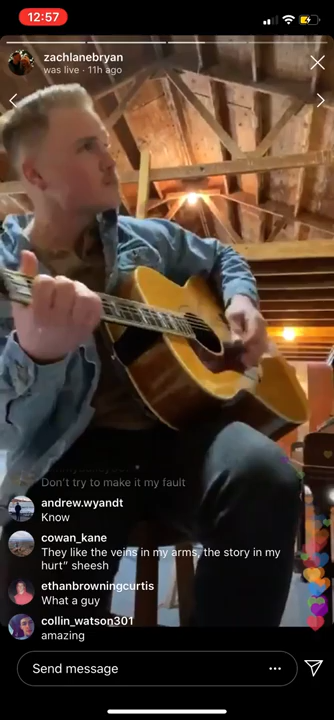 12:57
zachlanebryan
was live · 11h ago
Don't try to make it my fault
andrew.wyandt
Know
cowan_kane
They like the veins in my arms, the story in my
hurt” sheesh
ethanbrowningcurtis
What a guy
collin_watson301
amazing
Send message